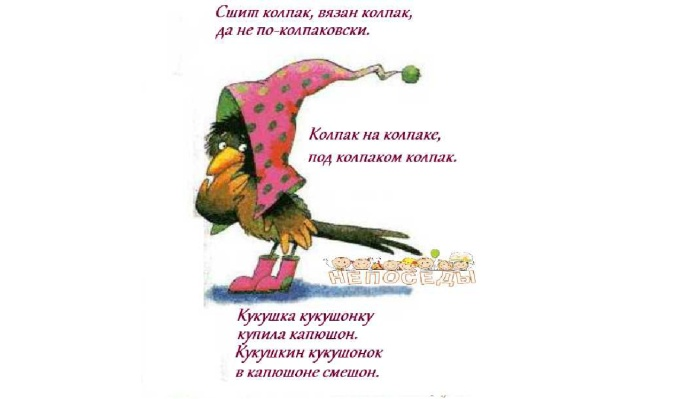 Сшит колпак, вязан колпак,
да не по-колпаковски.
Колпак на колпаке,
под колпаком колпак.
НЕПОСЕДЫ
Кукушка кукушонку
купила капюшон.
Кукушкин кукушонок
в капюшоне смешон.